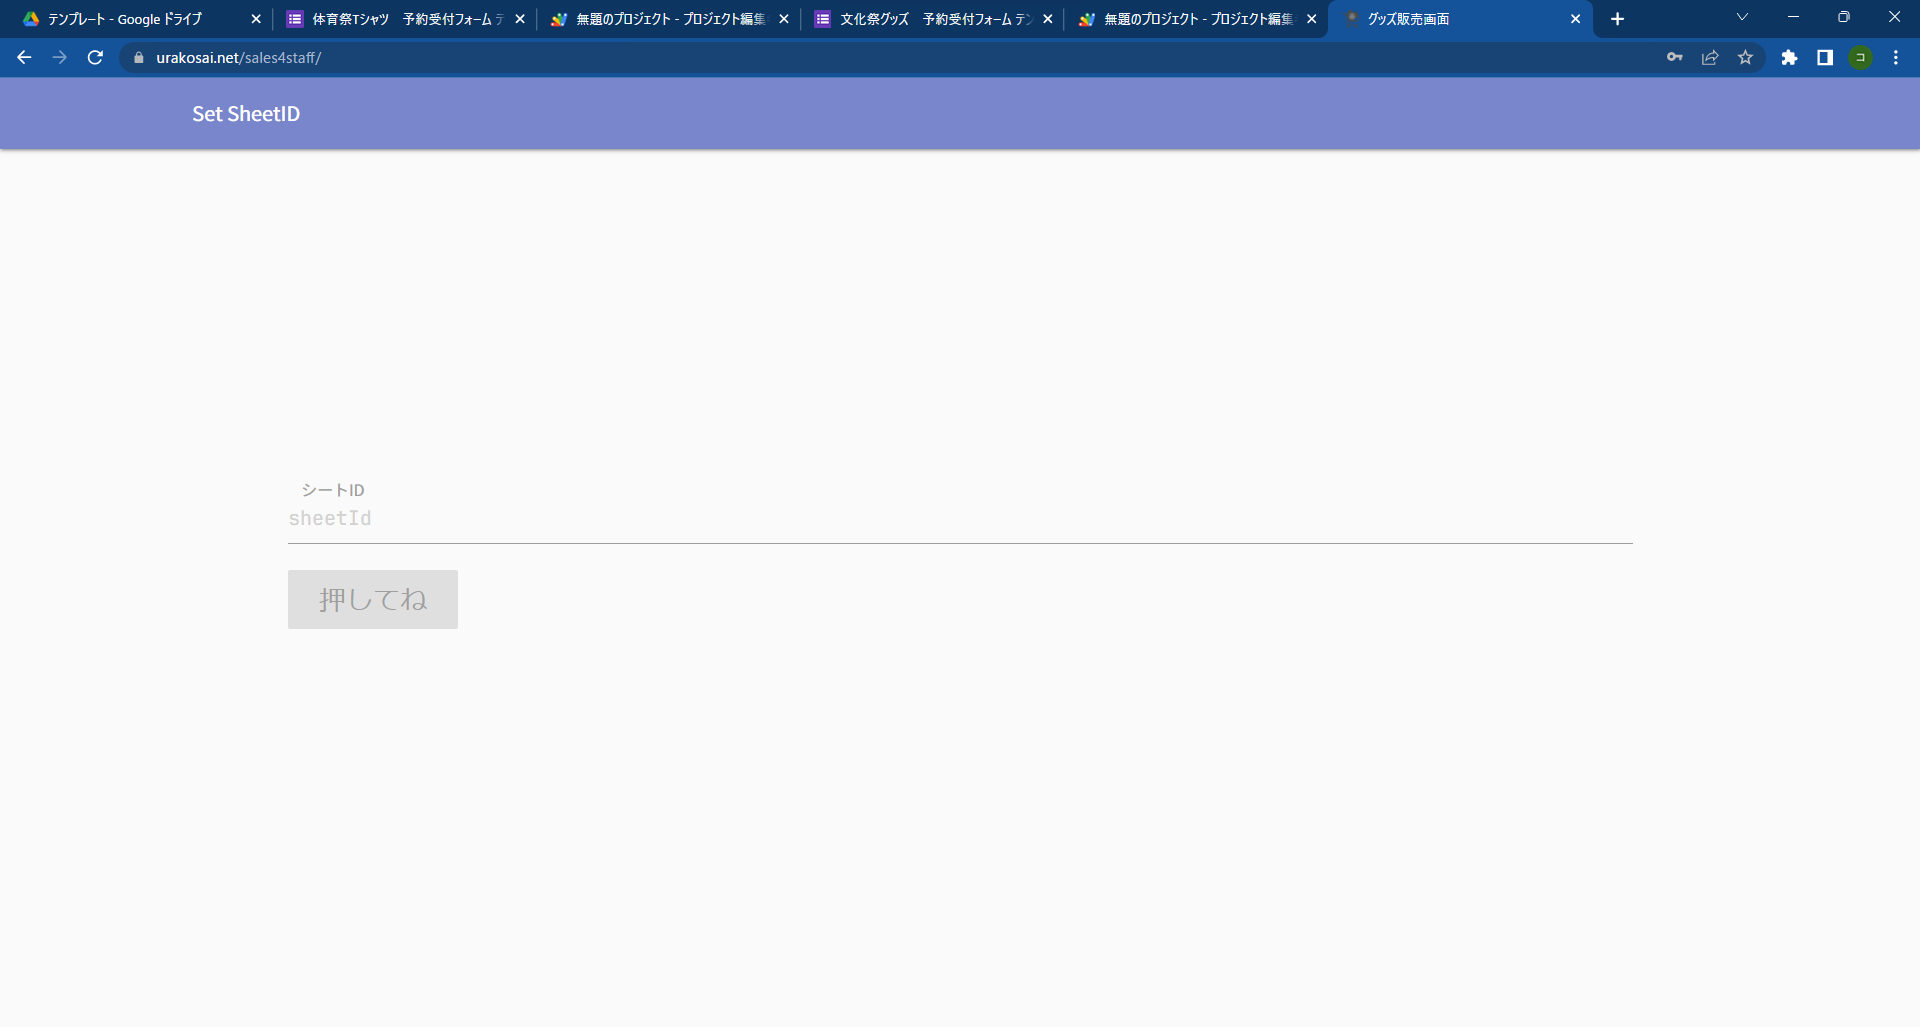 テンプレート - Google ドライブ
体育祭Tシャツ 予約受付フォーム テ
無題のプロジェクト - プロジェクト編集
文化祭グッズ 予約受付フォーム テン
無題のプロジェクト - プロジェクト編集
グッズ販売画面
urakosai.net/sales4staff/
コ
Set SheetID
シートID
sheetId
押してね